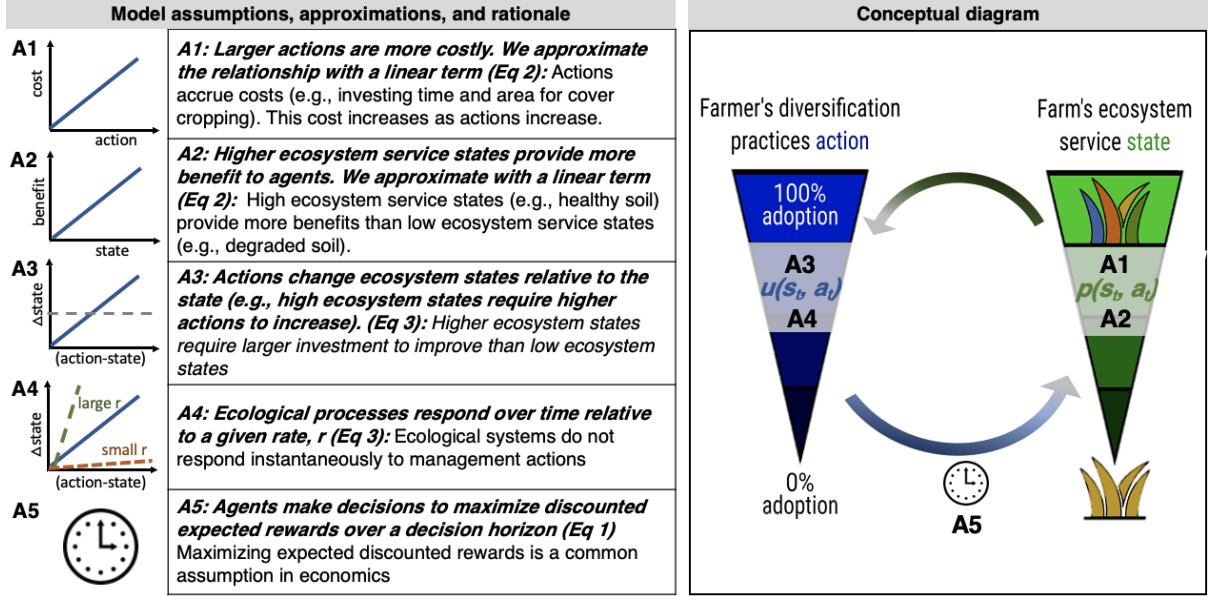 Model assumptions, approximations, and rationale
A1
cost
action
A1: Larger actions are more costly. We approximate
the relationship with a linear term (Eq 2): Actions
accrue costs (e.g., investing time and area for cover
cropping). This cost increases as actions increase.
A2
benefit
state
A2: Higher ecosystem service states provide more
benefit to agents. We approximate with a linear term
(Eq 2): High ecosystem service states (e.g., healthy soil)
provide more benefits than low ecosystem service states
(e.g., degraded soil).
A3
Δstate
(action-state)
A3: Actions change ecosystem states relative to the
state (e.g., high ecosystem states require higher
actions to increase). (Eq 3): Higher ecosystem states
require larger investment to improve than low ecosystem
states
A4
Δstate
large r
small r
(action-state)
A4: Ecological processes respond over time relative
to a given rate, r (Eq 3): Ecological systems do not
respond instantaneously to management actions
A5
A5: Agents make decisions to maximize discounted
expected rewards over a decision horizon (Eq 1)
Maximizing expected discounted rewards is a common
assumption in economics
Conceptual diagram
Farmer's diversification
practices action
100%
adoption
A3
u(st, at)
A4
0%
adoption
Farm's ecosystem
service state
A1
p(st, at)
A2
A5